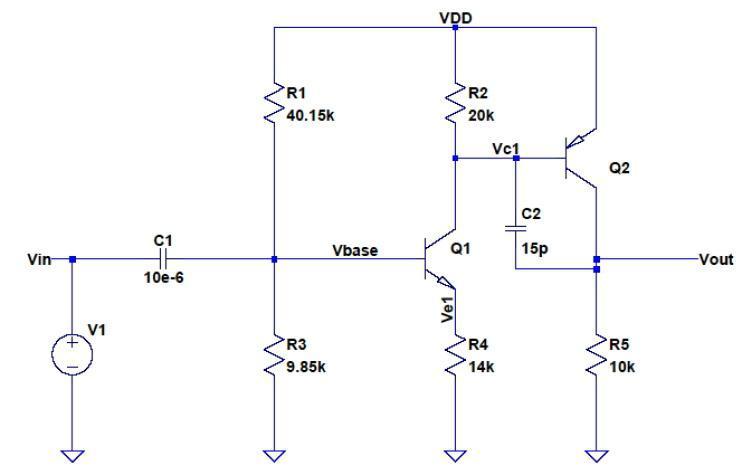 VDD
R1
40.15k
R2
20k
Vc1
Q2
C2
15p
Vin
C1
10e-6
Vbase
Q1
Vout
Ve1
V1
R3
9.85k
R4
14k
R5
10k